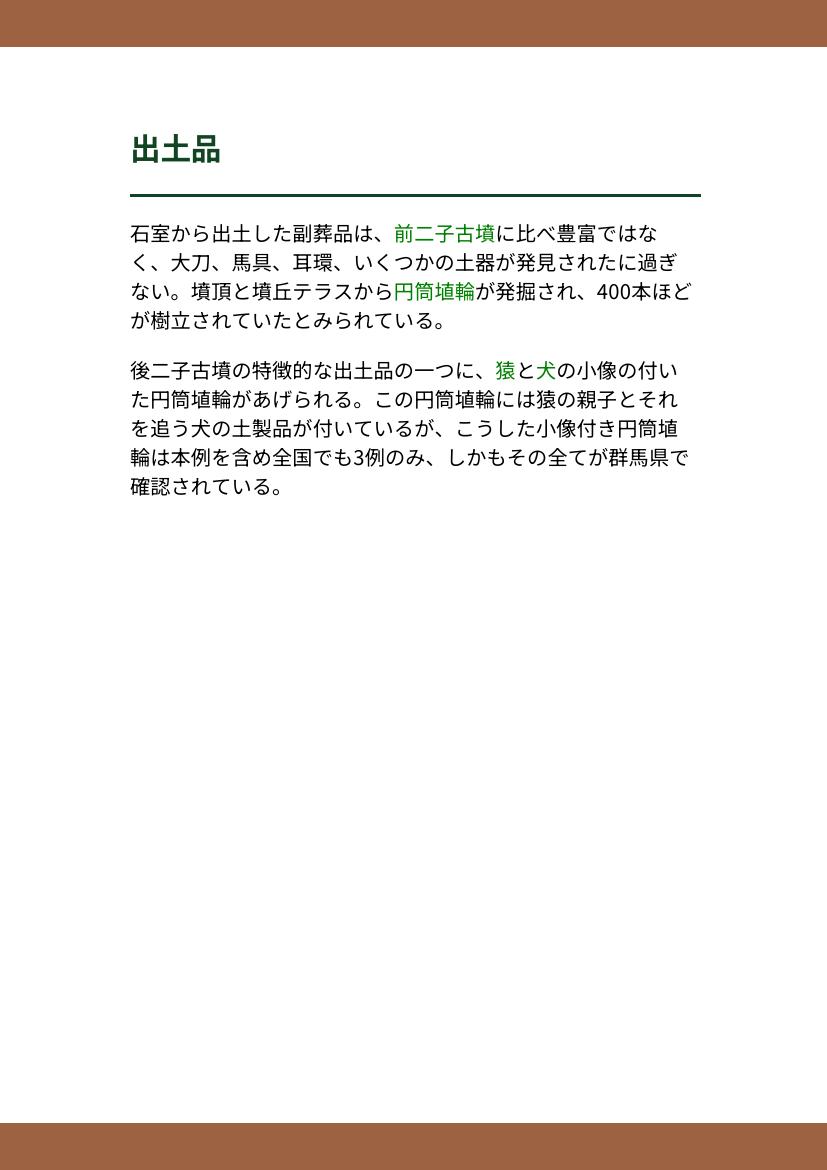 出土品
石室から出土した副葬品は、前二子古墳に比べ豊富ではな
く、大刀、馬具、耳環、いくつかの土器が発見されたに過ぎ
ない。墳頂と墳丘テラスから円筒埴輪が発掘され、400本ほど
が樹立されていたとみられている。
後二子古墳の特徴的な出土品の一つに、猿と犬の小像の付い
た円筒埴輪があげられる。この円筒埴輪には猿の親子とそれ
を追う犬の土製品が付いているが、こうした小像付き円筒埴
輪は本例を含め全国でも3例のみ、しかもその全てが群馬県で
確認されている。